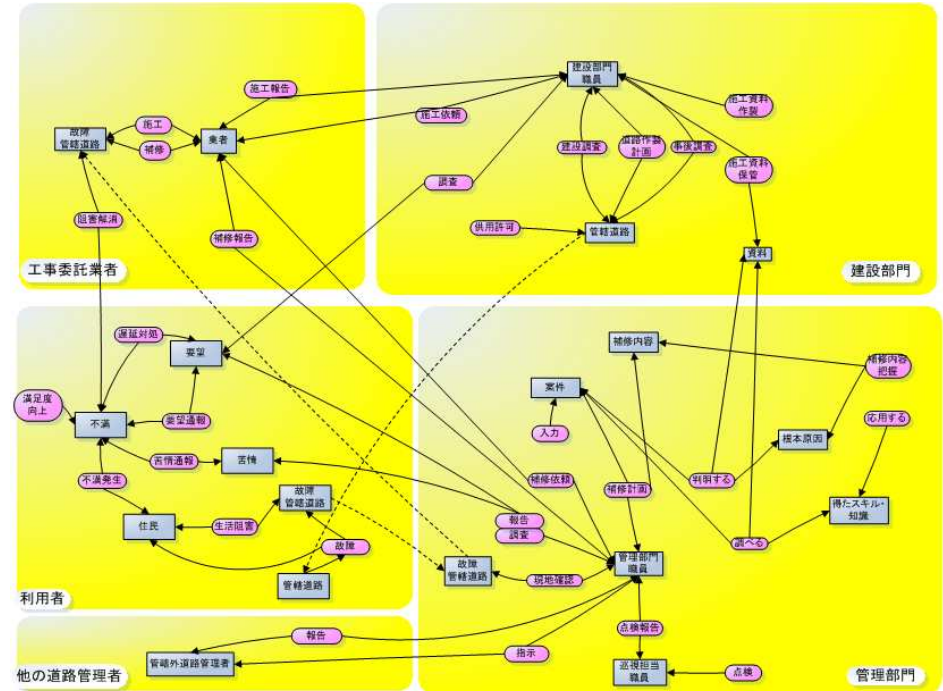 施工報告
故障
管轄道路
施工
補修
業者
阻害解消
補修報告
工事委託業者
建設部門
職員
施工依頼
施工資料
作製
建設調査
道路作製
計画
事後調査
施工資料
保管
調査
供用許可
管轄道路
資料
建設部門
遅延対処
要望
満足度
向上
不満
要望通報
苦情通報
苦情
不満発生
故障
管轄道路
住民
生活阻害
故障
管轄道路
利用者
補修内容
補修内容
把握
案件
入力
根本原因
応用する
補修依頼
補修計画
判明する
得たスキル・
知識
報告
調査
調べる
故障
管轄道路
現地確認
管理部門
職員
点検報告
巡視担当
職員
点検
管理部門
報告
管轄外道路管理者
指示
他の道路管理者